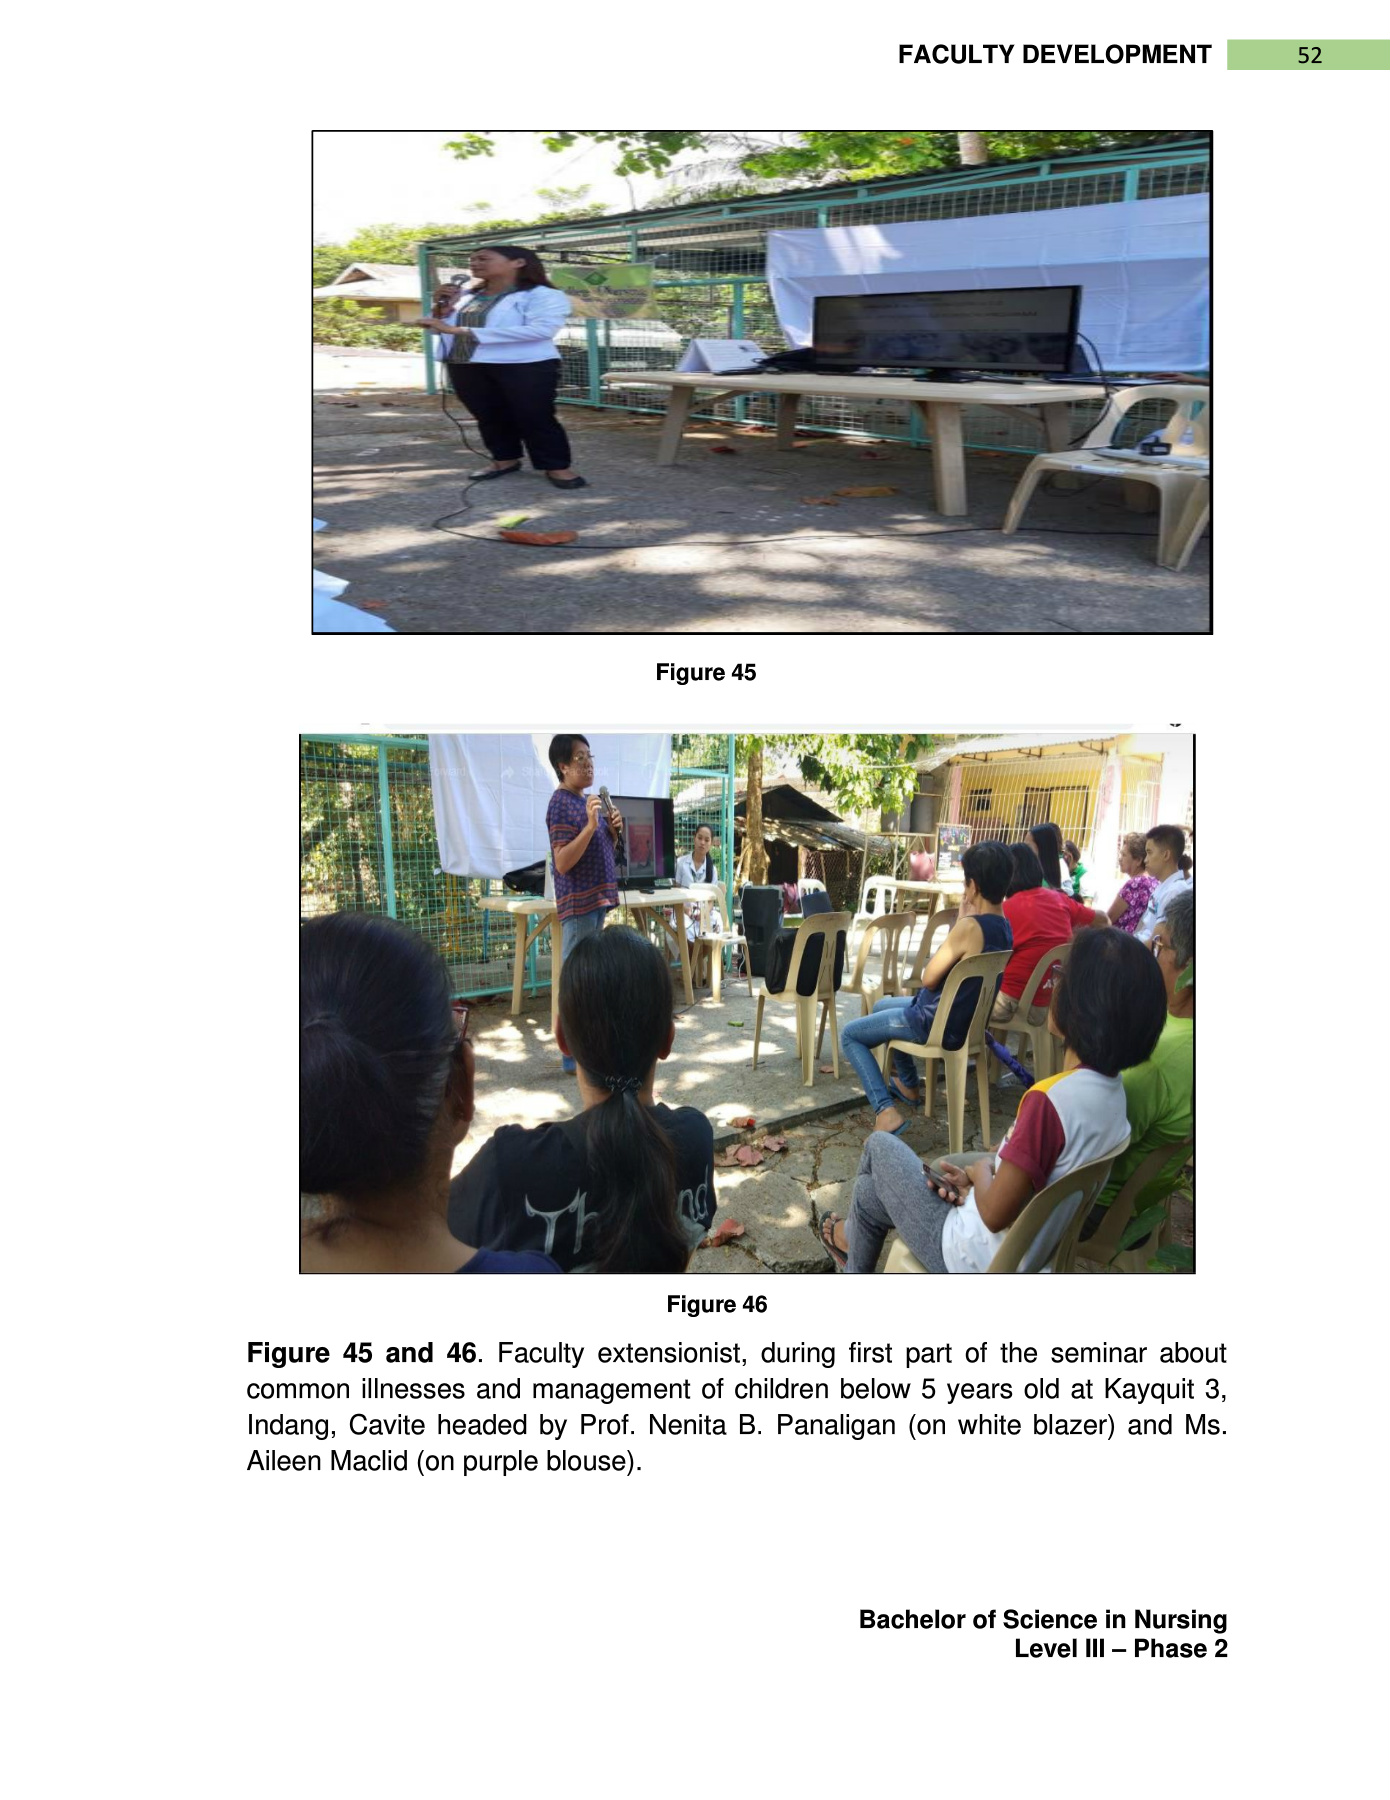 FACULTY DEVELOPMENT 52
Figure 45
Figure 46
Figure 45 and 46. Faculty extensionist, during first part of the seminar about
common illnesses and management of children below 5 years old at Kayquit 3,
Indang, Cavite headed by Prof. Nenita B. Panaligan (on white blazer) and Ms.
Aileen Maclid (on purple blouse).
Bachelor of Science in Nursing
Level III – Phase 2